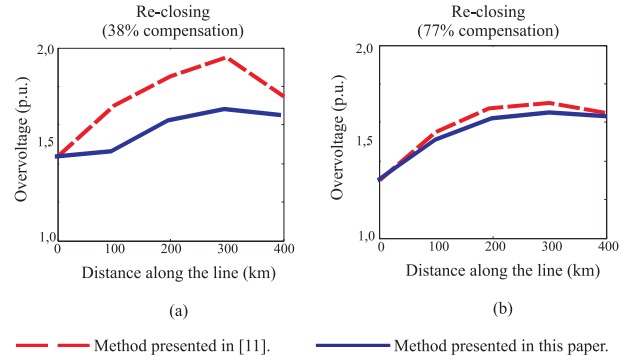 Re-closing
(38% compensation)
2,0
1,5
1,0
Overvoltage (p.u.)
0 100 200 300 400
Distance along the line (km)
(a)
Re-closing
(77% compensation)
2,0
1,5
1,0
Overvoltage (p.u.)
0 100 200 300 400
Distance along the line (km)
(b)
Method presented in [11].
Method presented in this paper.